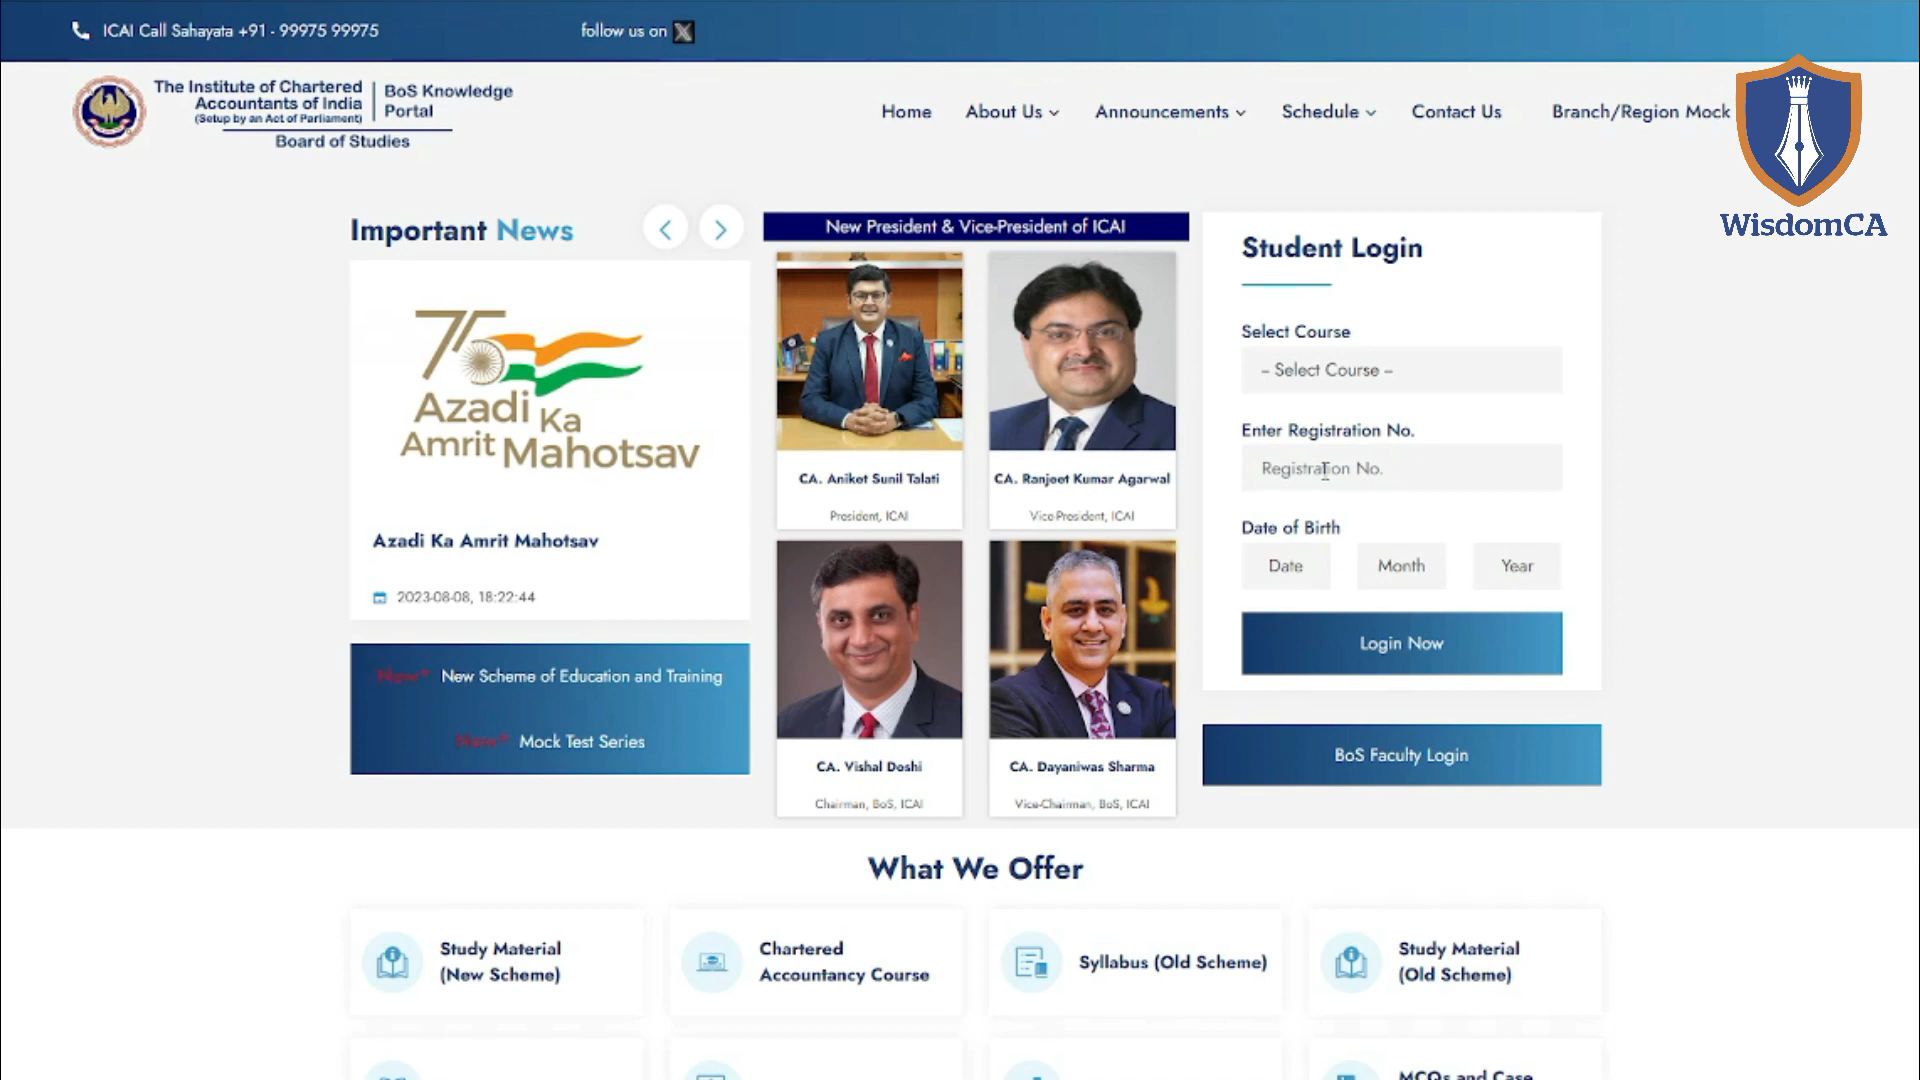 ICAI Call Sahayata +91 - 99975 99975
follow us on X
The Institute of Chartered
Accountants of India
(Setup by an Act of Parliament)
Board of Studies
BoS Knowledge
Portal
Home
About Us
Announcements
Schedule
Contact Us
Branch/Region Mock
WisdomCA
Important News
75
Azadi Ka
Amrit Mahotsav
Azadi Ka Amrit Mahotsav
2023-08-08, 18:22:44
New* New Scheme of Education and Training
New* Mock Test Series
New President & Vice-President of ICAI
CA. Aniket Sunil Talati
President, ICAI
CA. Ranjeet Kumar Agarwal
Vice-President, ICAI
CA. Vishal Doshi
Chairman, BoS, ICAI
CA. Dayaniwas Sharma
Vice-Chairman, BoS, ICAI
Student Login
Select Course
-- Select Course --
Enter Registration No.
Registration No.
Date of Birth
Date
Month
Year
Login Now
BoS Faculty Login
What We Offer
Study Material
(New Scheme)
Chartered
Accountancy Course
Syllabus (Old Scheme)
Study Material
(Old Scheme)
MCQs and Case